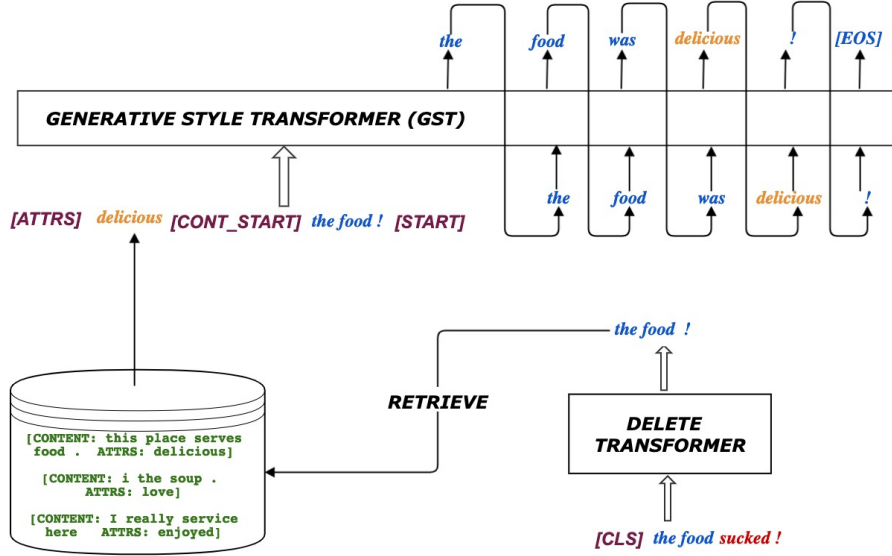 the food was delicious ! [EOS]
GENERATIVE STYLE TRANSFORMER (GST)
the food was delicious !
[ATTRS] delicious [CONT_START] the food ! [START]
the food !
RETRIEVE
DELETE
TRANSFORMER
[CONTENT: this place serves
food . ATTRS: delicious]
[CONTENT: i the soup .
ATTRS: love]
[CONTENT: I really service
here ATTRS: enjoyed]
[CLS] the food sucked !